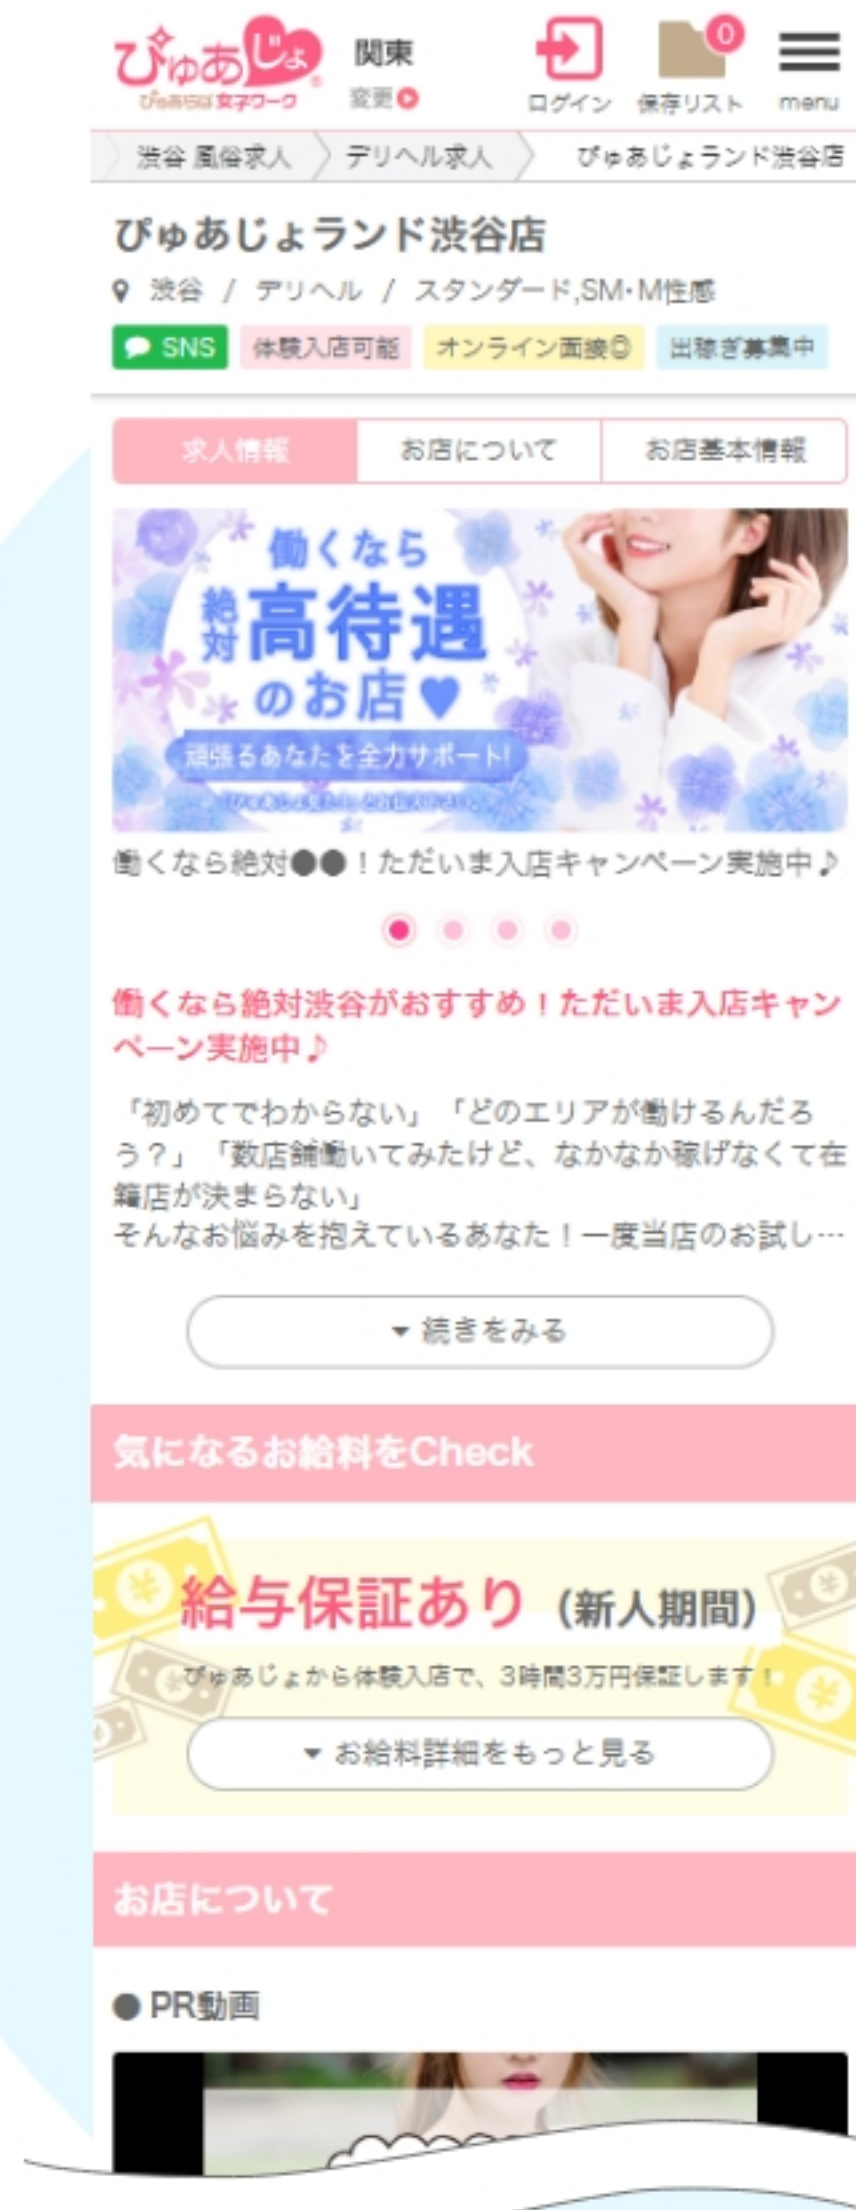 ぴゅあじょ
ぴゅあらば 女子ワーク
関東
変更
ログイン
0
保存リスト
menu
渋谷 風俗求人
デリヘル求人
ぴゅあじょランド渋谷店
ぴゅあじょランド渋谷店
渋谷 / デリヘル / スタンダード,SM・M性感
SNS
体験入店可能
オンライン面接◎
出稼ぎ募集中
求人情報
お店について
お店基本情報
働くなら
絶対高待遇
のお店♥
頑張るあなたを全力サポート!
働くなら絶対●●！ただいま入店キャンペーン実施中♪
働くなら絶対渋谷がおすすめ！ただいま入店キャン
ペーン実施中♪
「初めてでわからない」「どのエリアが働けるんだろ
う？」「数店舗働いてみたけど、なかなか稼げなくて在
籍店が決まらない」
そんなお悩みを抱えているあなた！一度当店のお試し…
続きをみる
気になるお給料をCheck
給与保証あり（新人期間）
ぴゅあじょから体験入店で、3時間3万円保証します！
お給料詳細をもっと見る
お店について
● PR動画